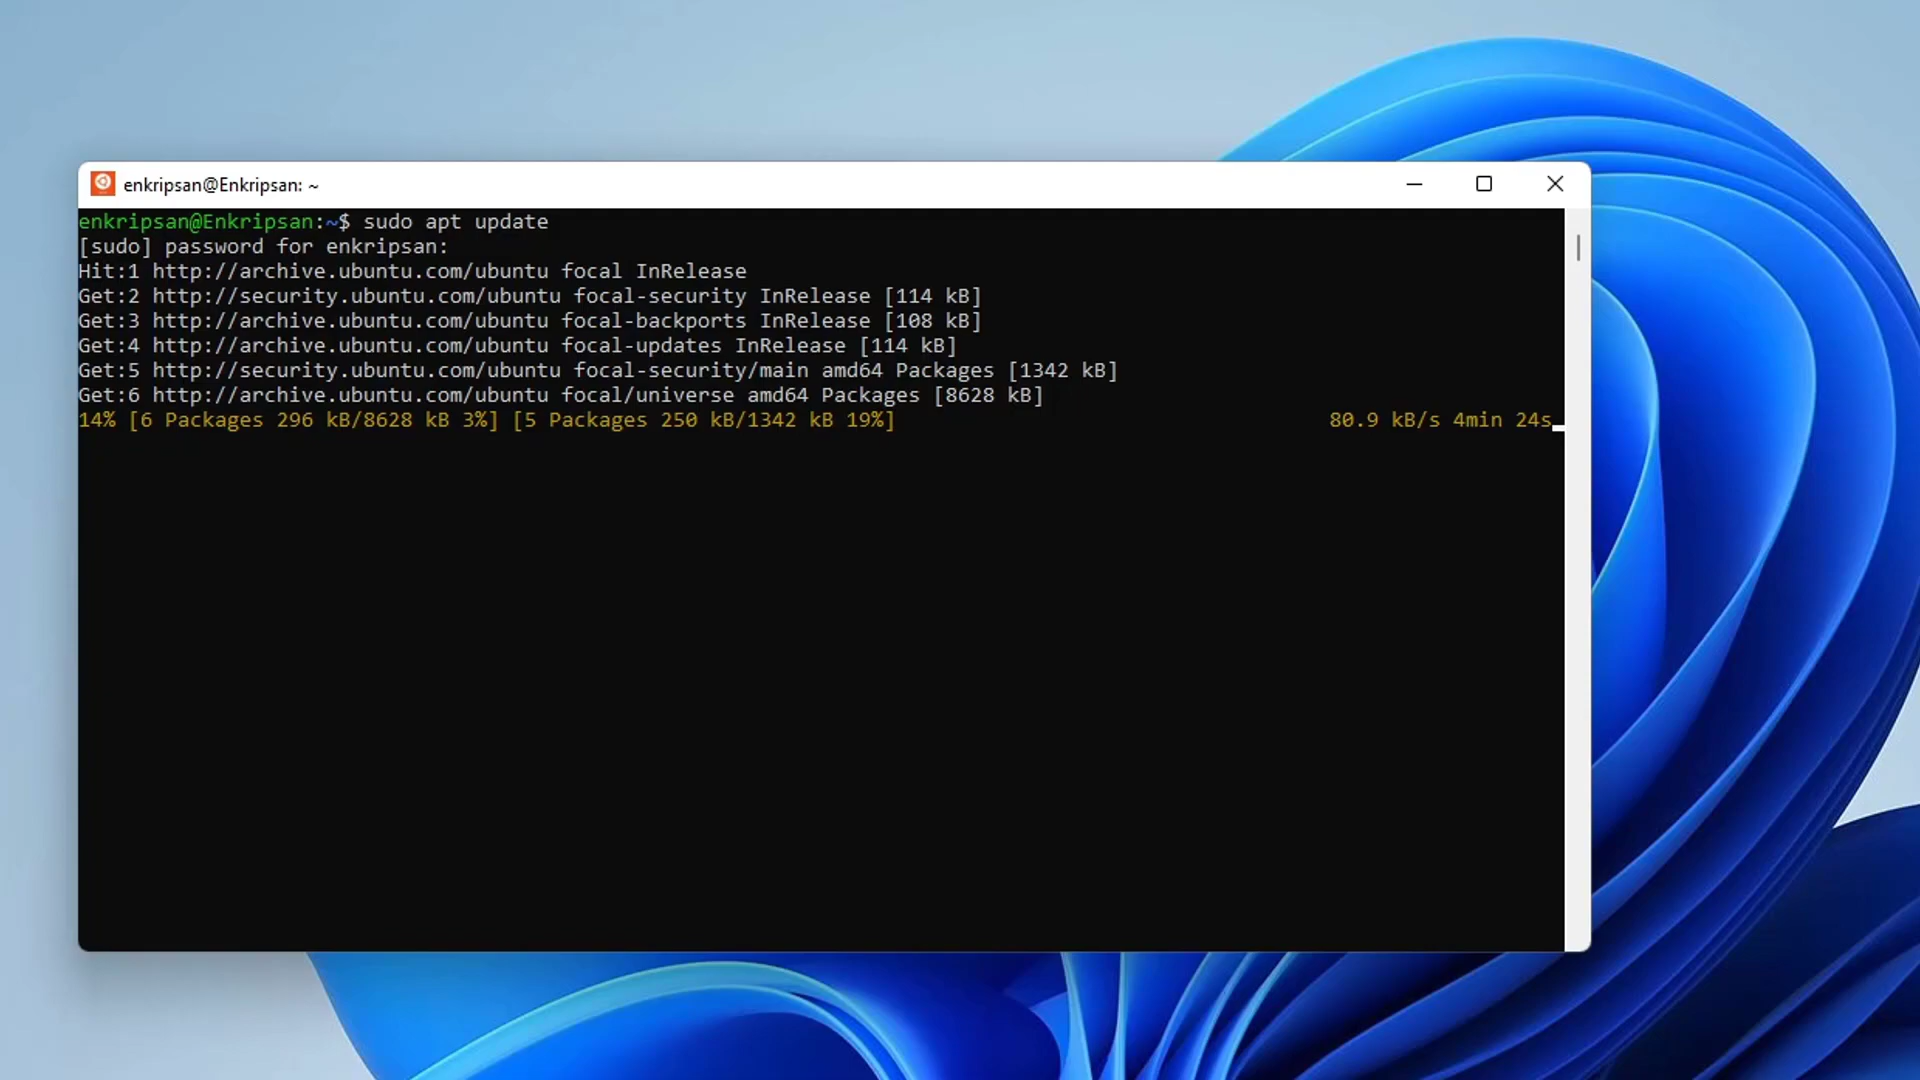 enkripsan@Enkripsan: ~
enkripsan@Enkripsan:~$ sudo apt update
[sudo] password for enkripsan:
Hit:1 http://archive.ubuntu.com/ubuntu focal InRelease
Get:2 http://security.ubuntu.com/ubuntu focal-security InRelease [114 kB]
Get:3 http://archive.ubuntu.com/ubuntu focal-backports InRelease [108 kB]
Get:4 http://archive.ubuntu.com/ubuntu focal-updates InRelease [114 kB]
Get:5 http://security.ubuntu.com/ubuntu focal-security/main amd64 Packages [1342 kB]
Get:6 http://archive.ubuntu.com/ubuntu focal/universe amd64 Packages [8628 kB]
14% [6 Packages 296 kB/8628 kB 3%] [5 Packages 250 kB/1342 kB 19%] 80.9 kB/s 4min 24s